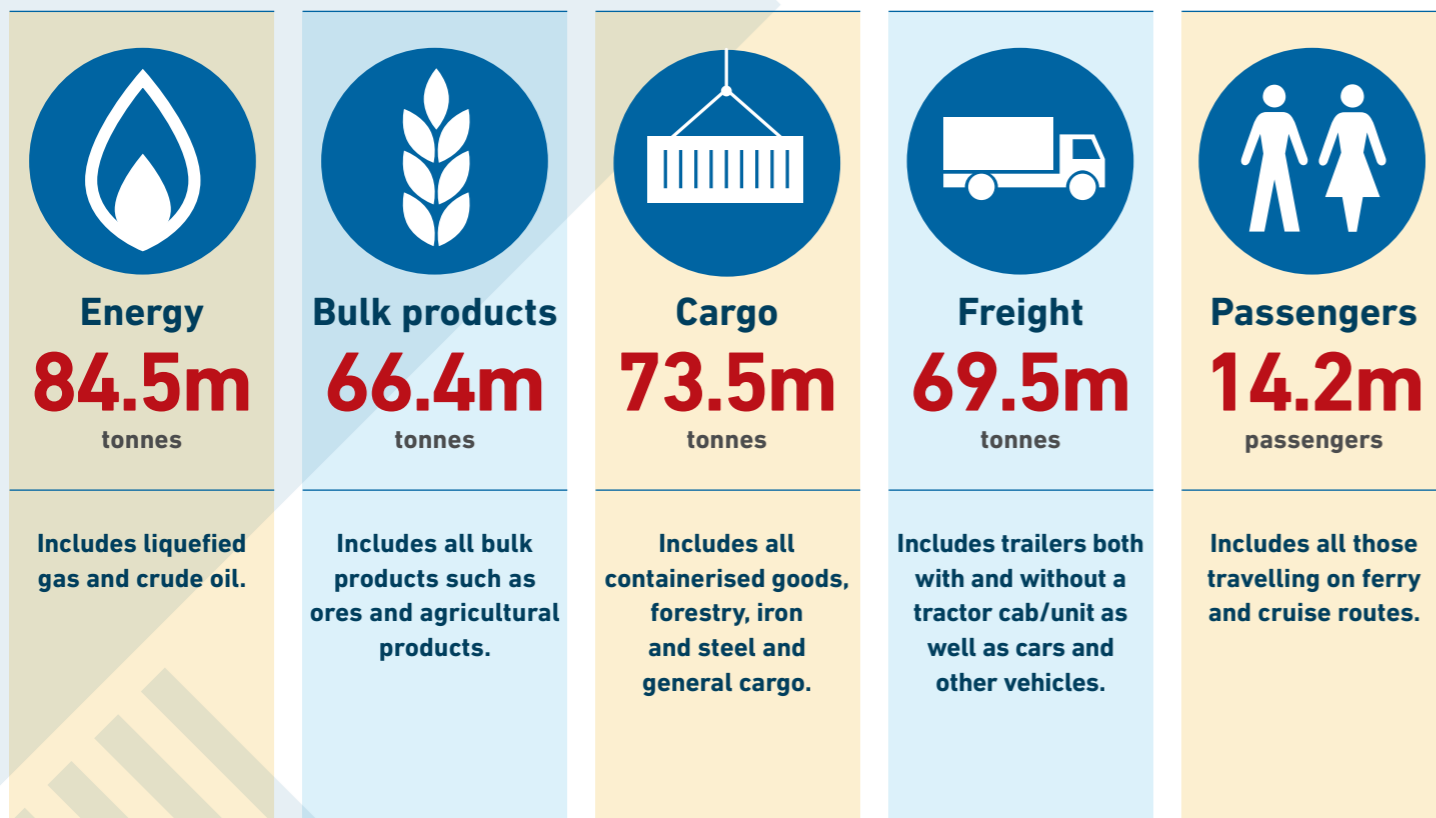 Energy
84.5m
tonnes
Includes liquefied
gas and crude oil.
Bulk products
66.4m
tonnes
Includes all bulk
products such as
ores and agricultural
products.
Cargo
73.5m
tonnes
Includes all
containerised goods,
forestry, iron
and steel and
general cargo.
Freight
69.5m
tonnes
Includes trailers both
with and without a
tractor cab/unit as
well as cars and
other vehicles.
Passengers
14.2m
passengers
Includes all those
travelling on ferry
and cruise routes.